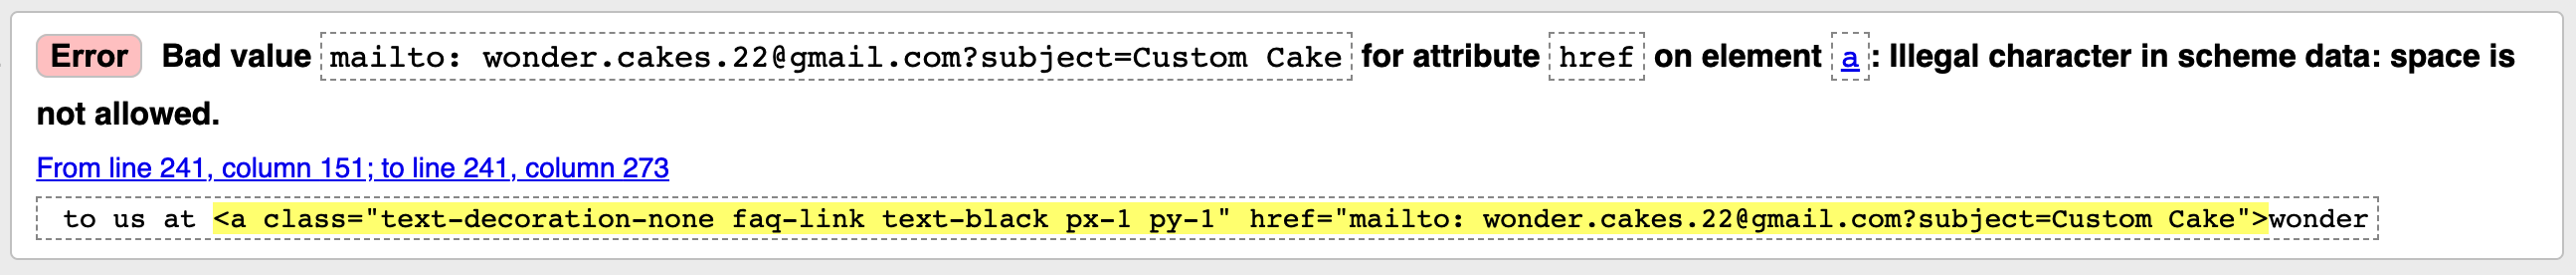 Error Bad value mailto: wonder.cakes.22@gmail.com?subject=Custom Cake for attribute href on element a: Illegal character in scheme data: space is
not allowed.
From line 241, column 151; to line 241, column 273
to us at <a class="text-decoration-none faq-link text-black px-1 py-1" href="mailto: wonder.cakes.22@gmail.com?subject=Custom Cake">wonder